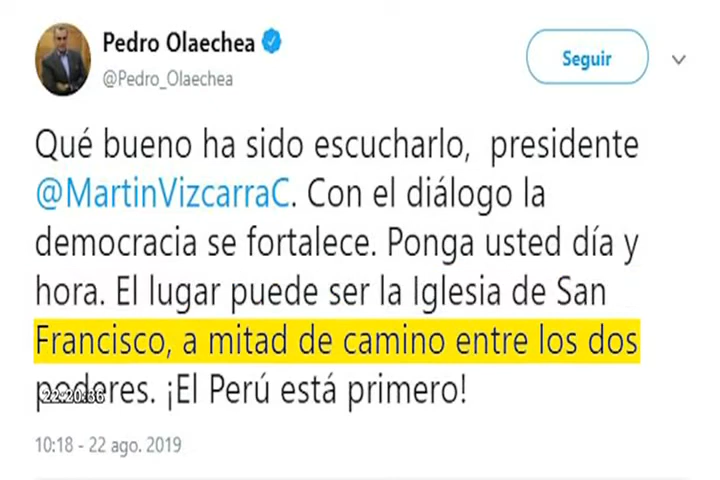 Pedro Olaechea
@Pedro_Olaechea
Seguir
Qué bueno ha sido escucharlo, presidente
@MartinVizcarraC. Con el diálogo la
democracia se fortalece. Ponga usted día y
hora. El lugar puede ser la Iglesia de San
Francisco, a mitad de camino entre los dos
poderes. ¡El Perú está primero!
22:20:36
10:18 - 22 ago. 2019